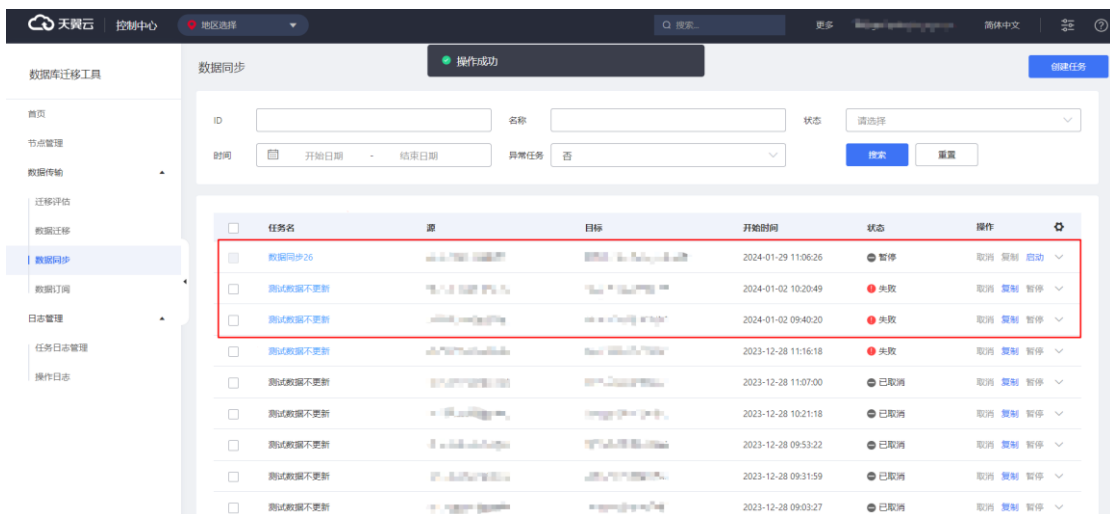 天翼云 控制中心 地区选择 搜索... 更多 简体中文
操作成功
数据库迁移工具
首页
节点管理
数据传输
迁移评估
数据迁移
数据同步
数据订阅
日志管理
任务日志管理
操作日志
数据同步 创建任务
ID 名称 状态 请选择
时间 开始日期 - 结束日期 异常任务 否 搜索 重置
任务名 源 目标 开始时间 状态 操作
数据同步26 2024-01-29 11:06:26 暂停 取消 复制 启动
测试数据不更新 2024-01-02 10:20:49 失败 取消 复制 暂停
测试数据不更新 2024-01-02 09:40:20 失败 取消 复制 暂停
测试数据不更新 2023-12-28 11:16:18 失败 取消 复制 暂停
测试数据不更新 2023-12-28 11:07:00 已取消 取消 复制 暂停
测试数据不更新 2023-12-28 10:21:18 已取消 取消 复制 暂停
测试数据不更新 2023-12-28 09:53:22 已取消 取消 复制 暂停
测试数据不更新 2023-12-28 09:31:59 已取消 取消 复制 暂停
测试数据不更新 2023-12-28 09:03:27 已取消 取消 复制 暂停